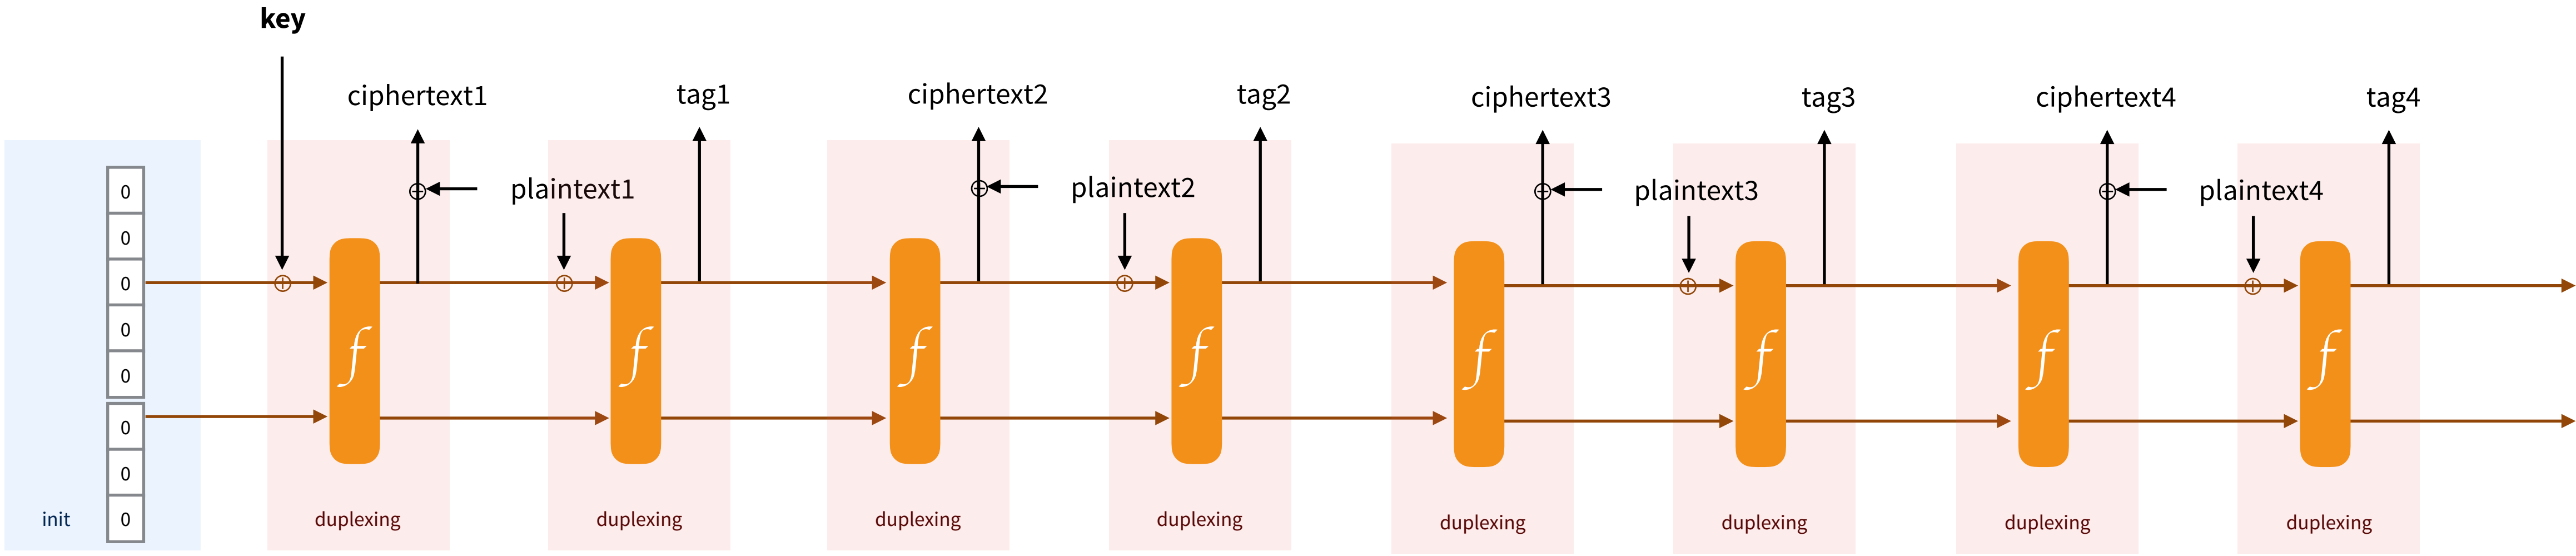 key
ciphertext1
tag1
ciphertext2
tag2
ciphertext3
tag3
ciphertext4
tag4
plaintext1
plaintext2
plaintext3
plaintext4
0
0
0
0
0
0
0
0
f
f
f
f
f
f
f
f
init
duplexing
duplexing
duplexing
duplexing
duplexing
duplexing
duplexing
duplexing